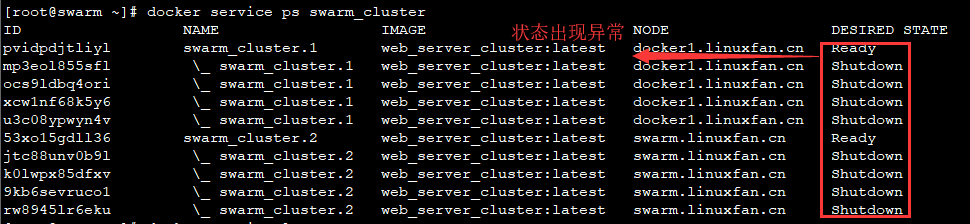 [root@swarm ~]# docker service ps swarm_cluster
ID NAME IMAGE 状态出现异常 NODE DESIRED STATE
pvidpdjtliyl swarm_cluster.1 web_server_cluster:latest docker1.linuxfan.cn Ready
mp3eol855sfl \_ swarm_cluster.1 web_server_cluster:latest docker1.linuxfan.cn Shutdown
ocs9ldbq4ori \_ swarm_cluster.1 web_server_cluster:latest docker1.linuxfan.cn Shutdown
xcw1nf68k5y6 \_ swarm_cluster.1 web_server_cluster:latest docker1.linuxfan.cn Shutdown
u3c08ypwyn4v \_ swarm_cluster.1 web_server_cluster:latest docker1.linuxfan.cn Shutdown
53xo15gdll36 swarm_cluster.2 web_server_cluster:latest swarm.linuxfan.cn Ready
jtc88unv0b9l \_ swarm_cluster.2 web_server_cluster:latest swarm.linuxfan.cn Shutdown
k0lwpx85dfxv \_ swarm_cluster.2 web_server_cluster:latest swarm.linuxfan.cn Shutdown
9kb6sevruco1 \_ swarm_cluster.2 web_server_cluster:latest swarm.linuxfan.cn Shutdown
rw8945lr6eku \_ swarm_cluster.2 web_server_cluster:latest swarm.linuxfan.cn Shutdown